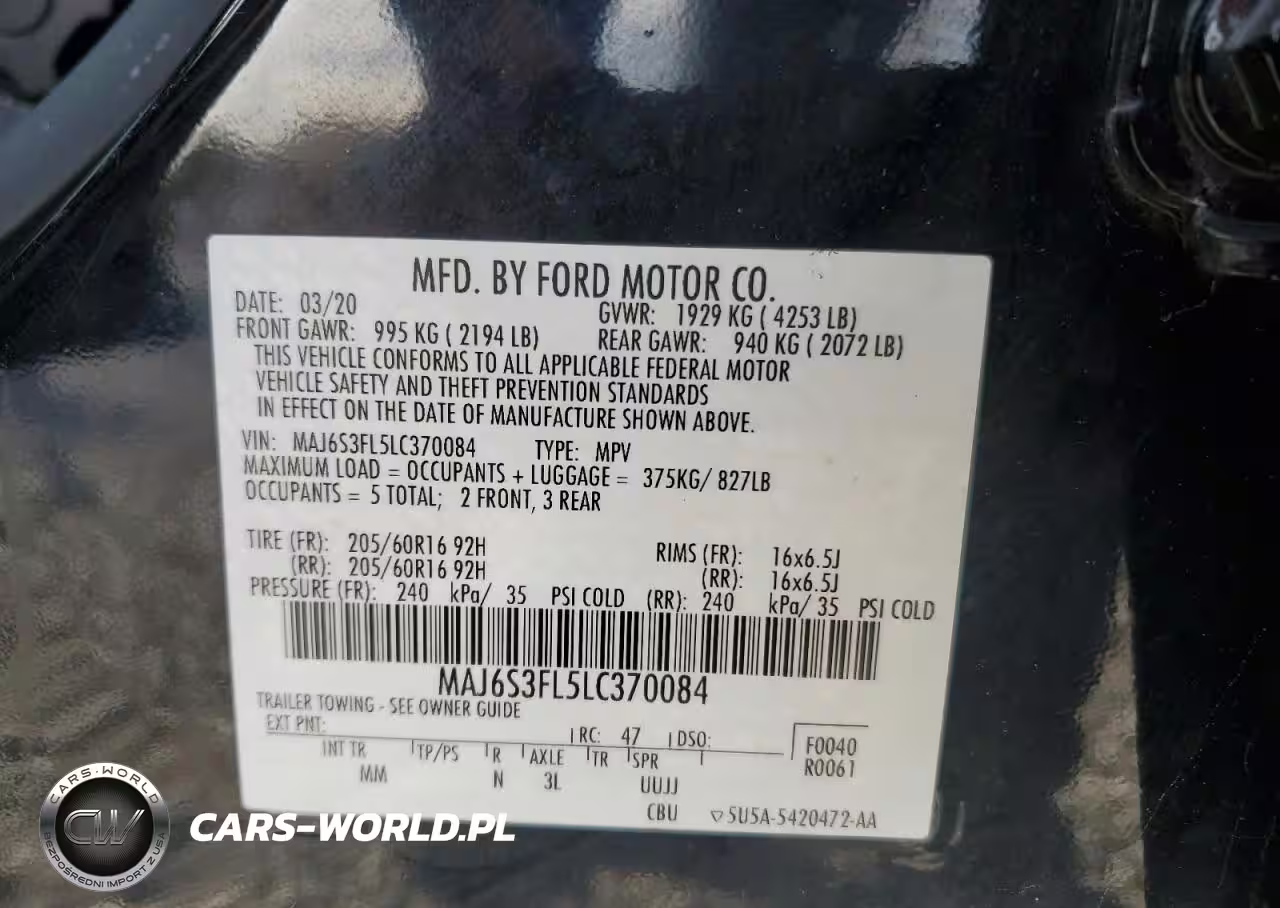 MFD. BY FORD MOTOR CO.
DATE: 03/20 GVWR: 1929 KG ( 4253 LB)
FRONT GAWR: 995 KG ( 2194 LB) REAR GAWR: 940 KG ( 2072 LB)
THIS VEHICLE CONFORMS TO ALL APPLICABLE FEDERAL MOTOR
VEHICLE SAFETY AND THEFT PREVENTION STANDARDS
IN EFFECT ON THE DATE OF MANUFACTURE SHOWN ABOVE.
VIN: MAJ6S3FL5LC370084 TYPE: MPV
MAXIMUM LOAD = OCCUPANTS + LUGGAGE = 375KG/ 827LB
OCCUPANTS = 5 TOTAL; 2 FRONT, 3 REAR
TIRE (FR): 205/60R16 92H RIMS (FR): 16x6.5J
(RR): 205/60R16 92H (RR): 16x6.5J
PRESSURE (FR): 240 kPa/ 35 PSI COLD (RR): 240 kPa/ 35 PSI COLD
MAJ6S3FL5LC370084
TRAILER TOWING - SEE OWNER GUIDE
EXT PNT: RC: 47 DSO: F0040
INT TR TP/PS R AXLE TR SPR R0061
MM N 3L UUJJ
CBU 5U5A-5420472-AA
CARS-WORLD
CW
BEZPOŚREDNI IMPORT Z USA
CARS-WORLD.PL